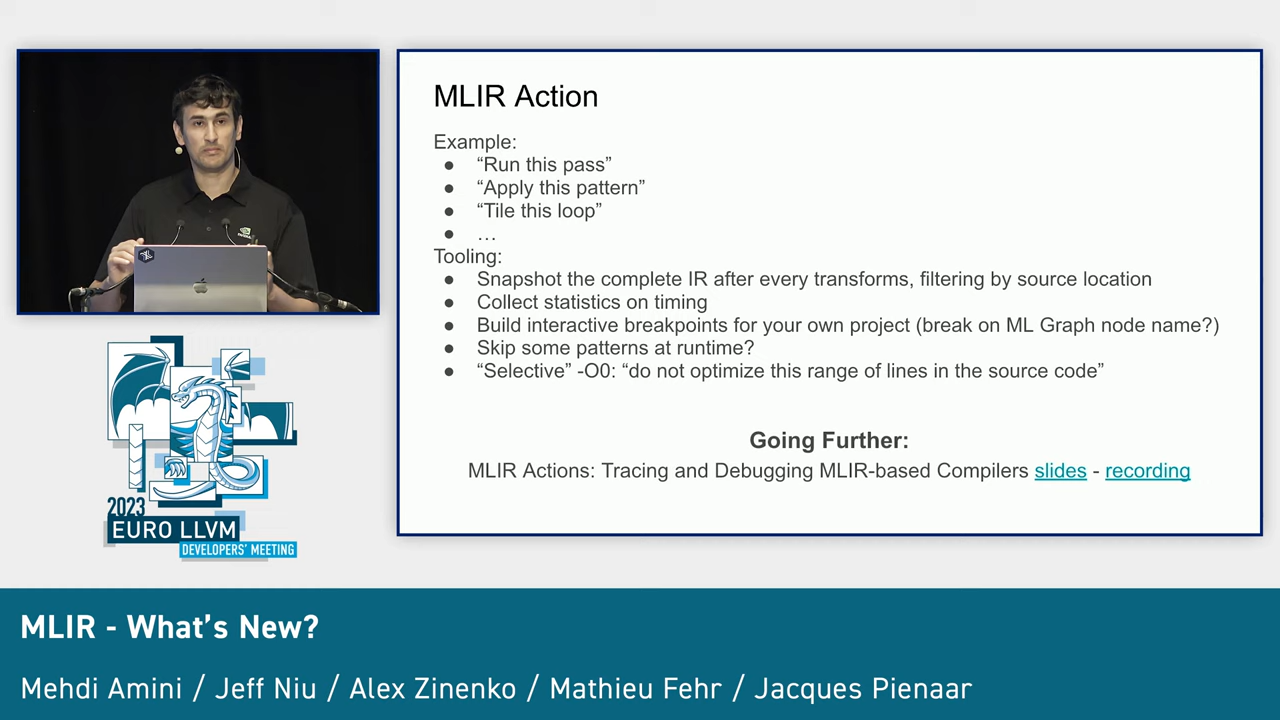 MLIR Action
Example:
● “Run this pass”
● “Apply this pattern”
● “Tile this loop”
● …
Tooling:
● Snapshot the complete IR after every transforms, filtering by source location
● Collect statistics on timing
● Build interactive breakpoints for your own project (break on ML Graph node name?)
● Skip some patterns at runtime?
● “Selective” -O0: “do not optimize this range of lines in the source code”
Going Further:
MLIR Actions: Tracing and Debugging MLIR-based Compilers slides - recording
2023
EURO LLVM
DEVELOPERS’ MEETING
MLIR - What’s New?
Mehdi Amini / Jeff Niu / Alex Zinenko / Mathieu Fehr / Jacques Pienaar